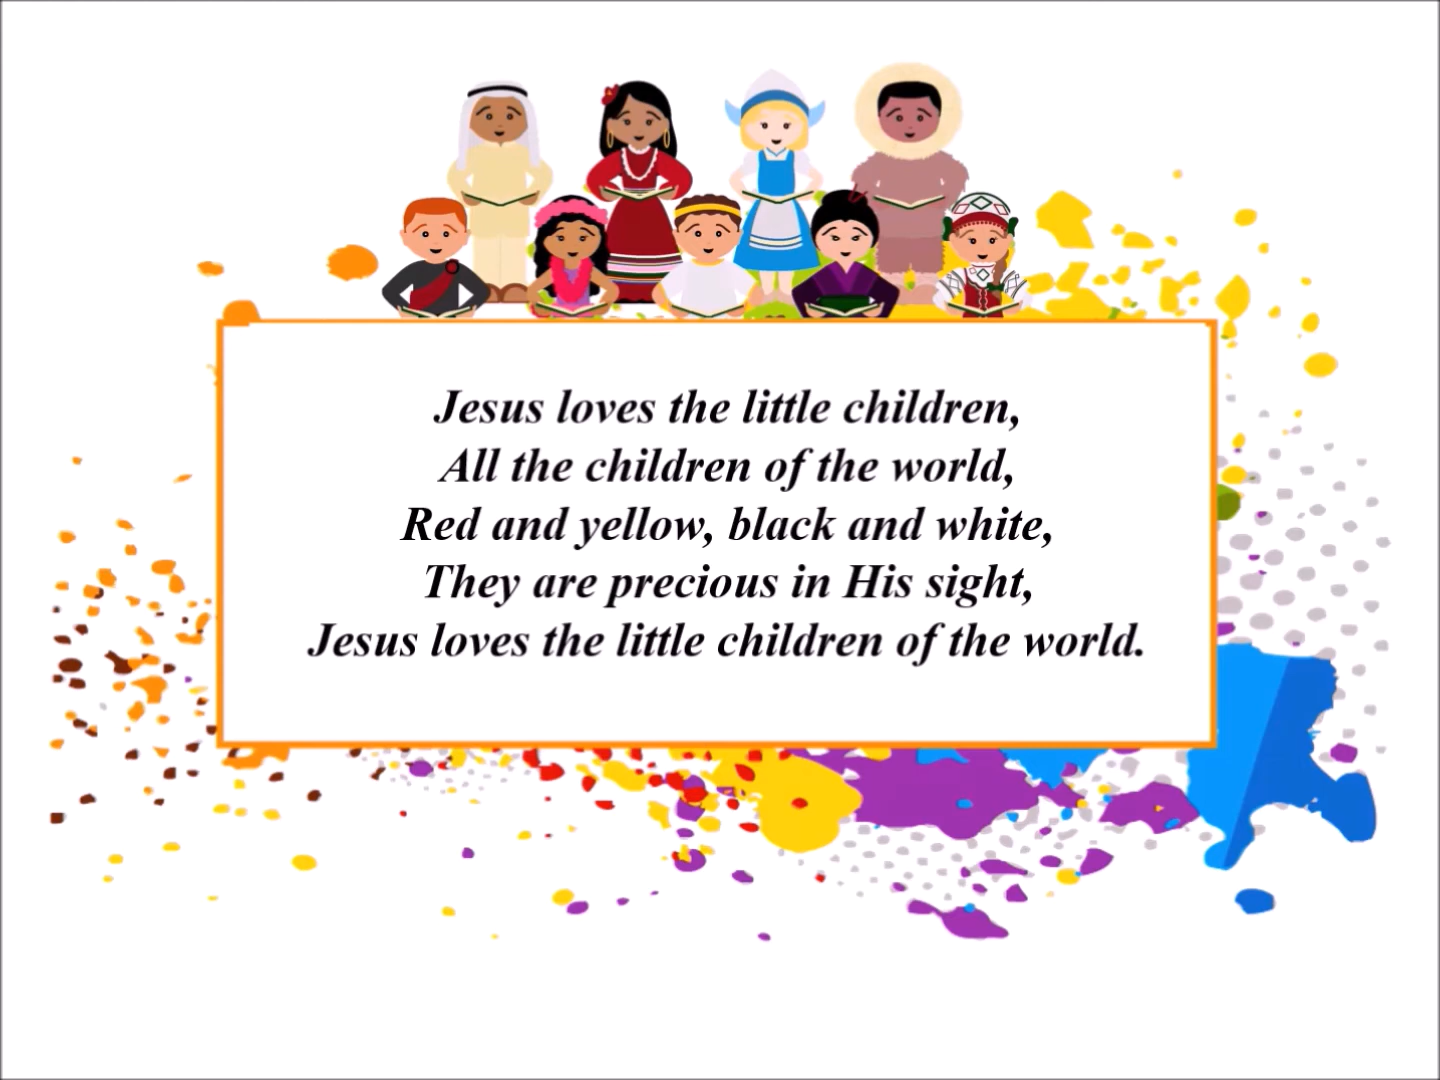 Jesus loves the little children,
All the children of the world,
Red and yellow, black and white,
They are precious in His sight,
Jesus loves the little children of the world.